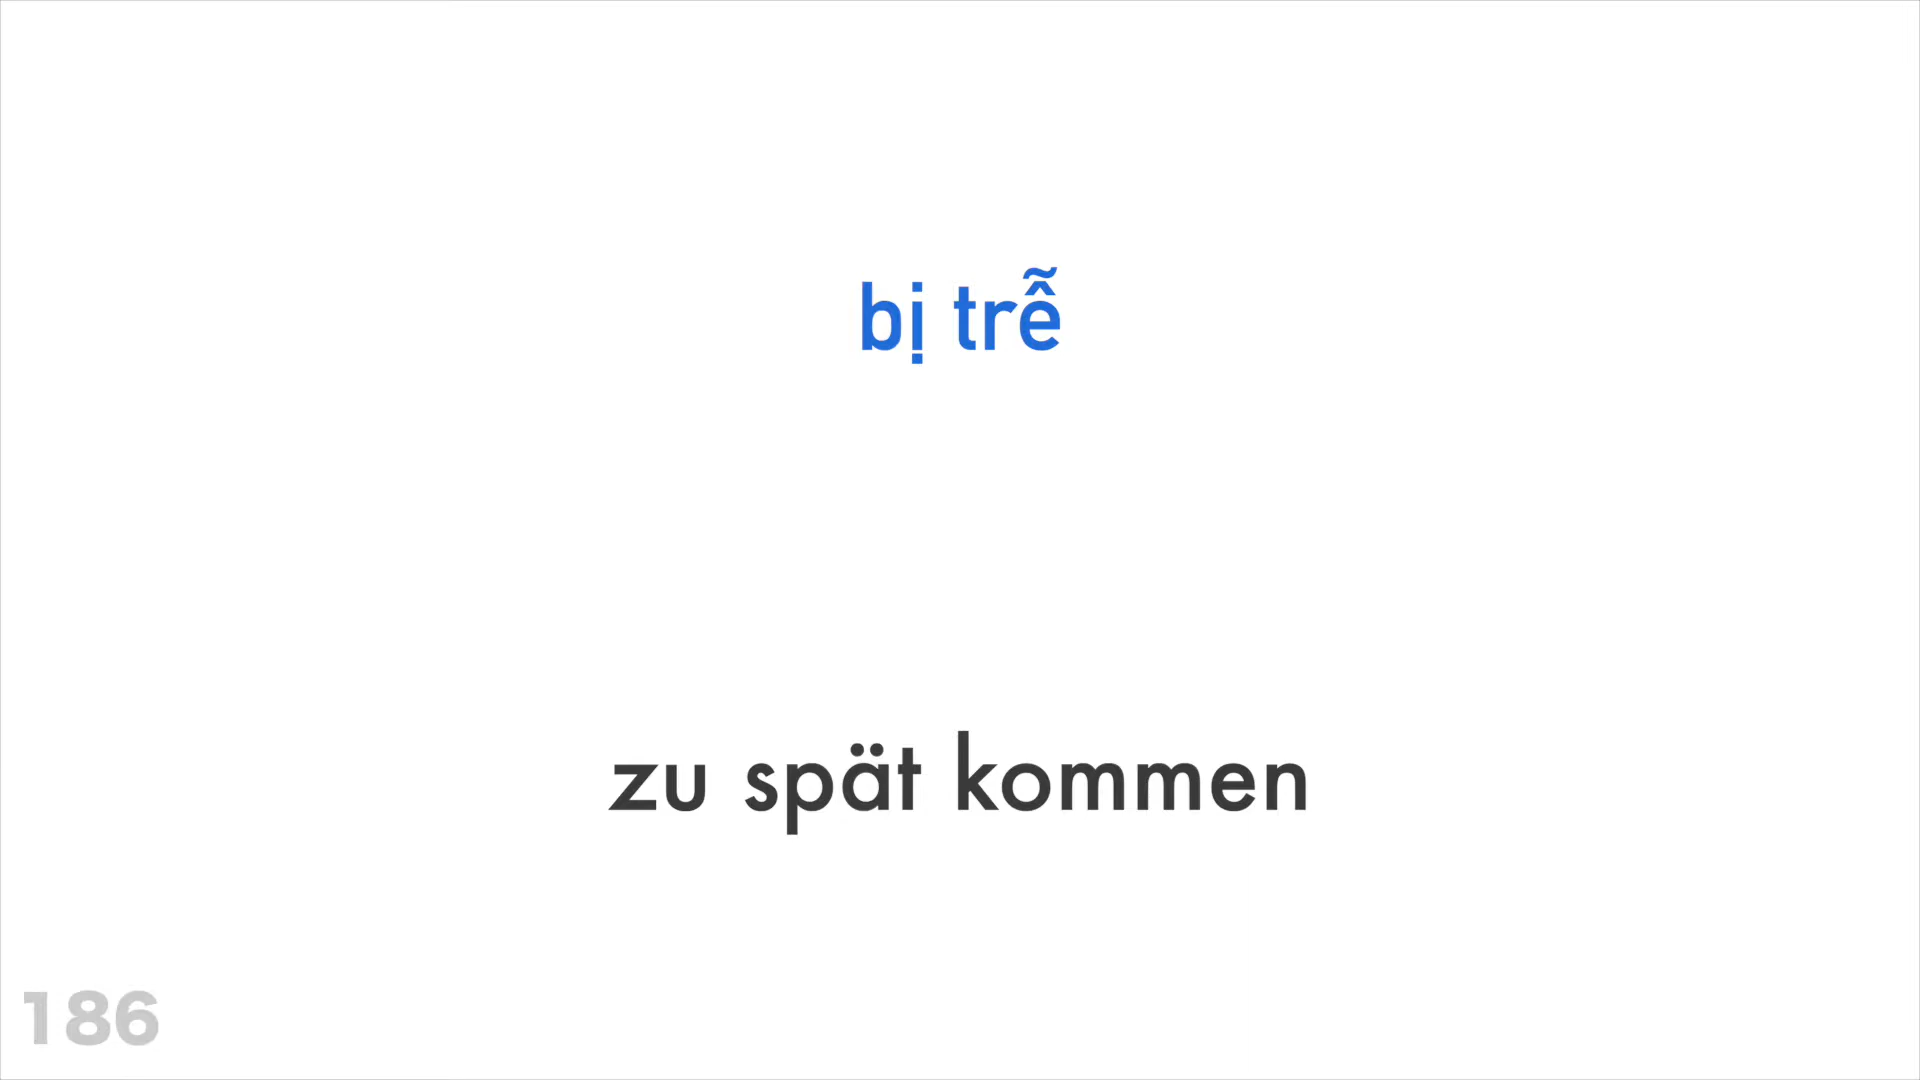 bị trễ
zu spät kommen
186